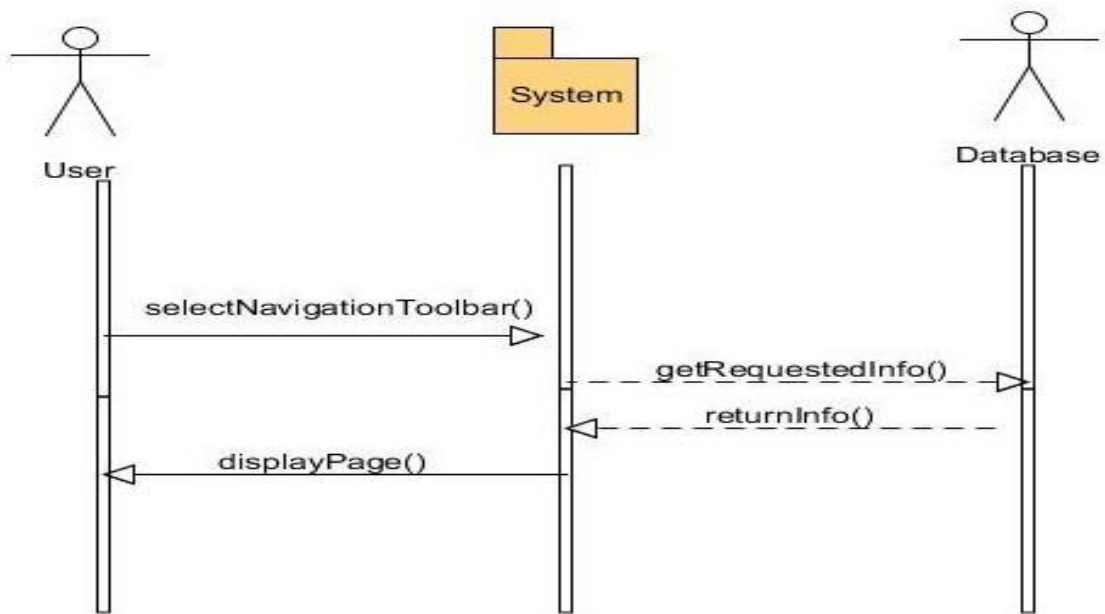 System
Database
User
selectNavigationToolbar()
getRequestedInfo()
returnInfo()
displayPage()